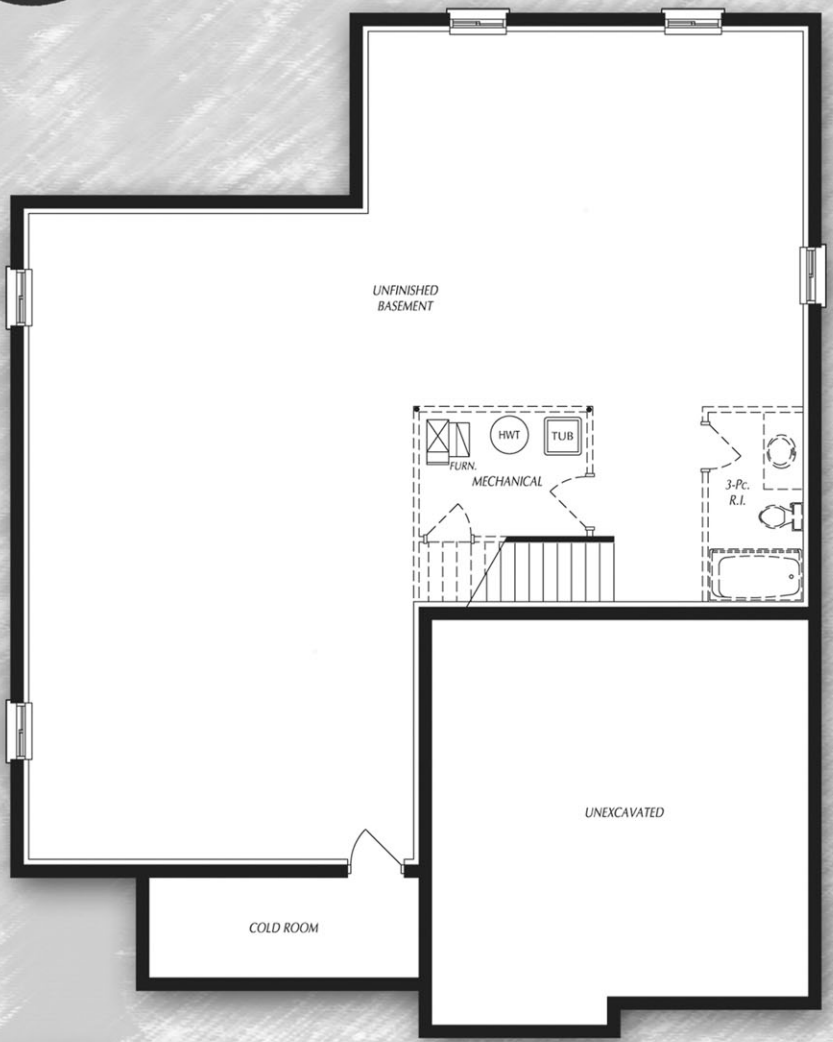 UNFINISHED
BASEMENT
HWT
TUB
FURN.
MECHANICAL
3-Pc.
R.I.
UNEXCAVATED
COLD ROOM